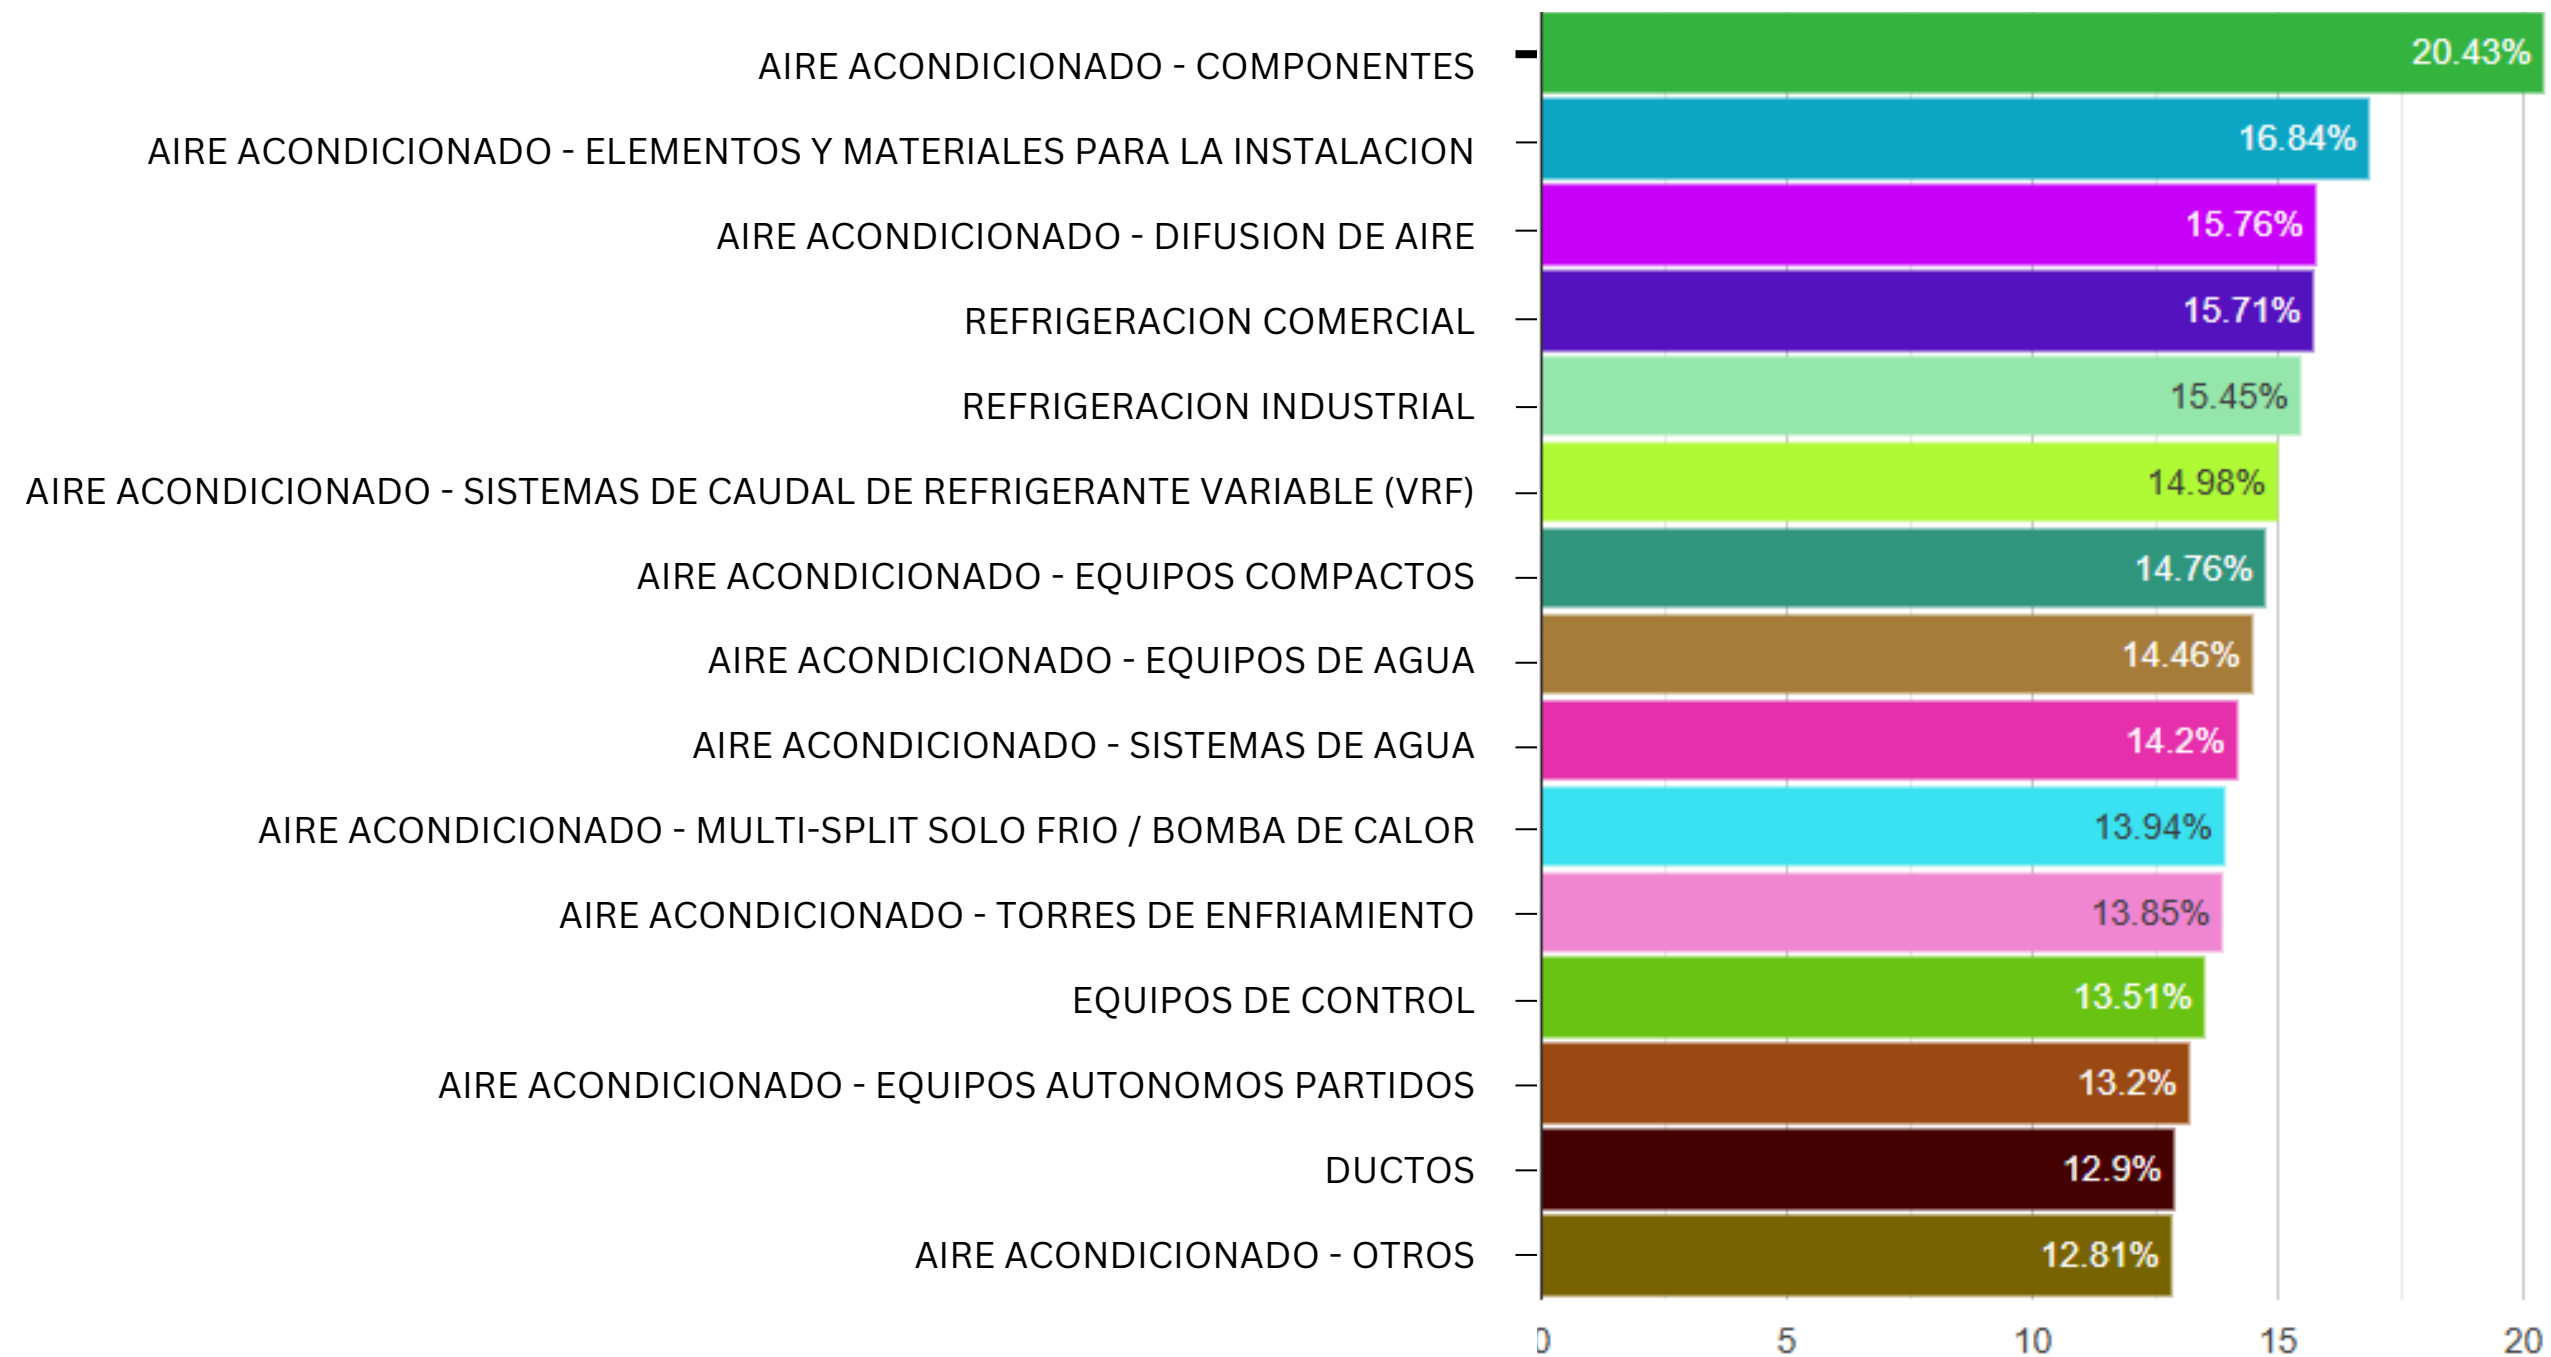 AIRE ACONDICIONADO - COMPONENTES 20.43%
AIRE ACONDICIONADO - ELEMENTOS Y MATERIALES PARA LA INSTALACION 16.84%
AIRE ACONDICIONADO - DIFUSION DE AIRE 15.76%
REFRIGERACION COMERCIAL 15.71%
REFRIGERACION INDUSTRIAL 15.45%
AIRE ACONDICIONADO - SISTEMAS DE CAUDAL DE REFRIGERANTE VARIABLE (VRF) 14.98%
AIRE ACONDICIONADO - EQUIPOS COMPACTOS 14.76%
AIRE ACONDICIONADO - EQUIPOS DE AGUA 14.46%
AIRE ACONDICIONADO - SISTEMAS DE AGUA 14.2%
AIRE ACONDICIONADO - MULTI-SPLIT SOLO FRIO / BOMBA DE CALOR 13.94%
AIRE ACONDICIONADO - TORRES DE ENFRIAMIENTO 13.85%
EQUIPOS DE CONTROL 13.51%
AIRE ACONDICIONADO - EQUIPOS AUTONOMOS PARTIDOS 13.2%
DUCTOS 12.9%
AIRE ACONDICIONADO - OTROS 12.81%
0 5 10 15 20